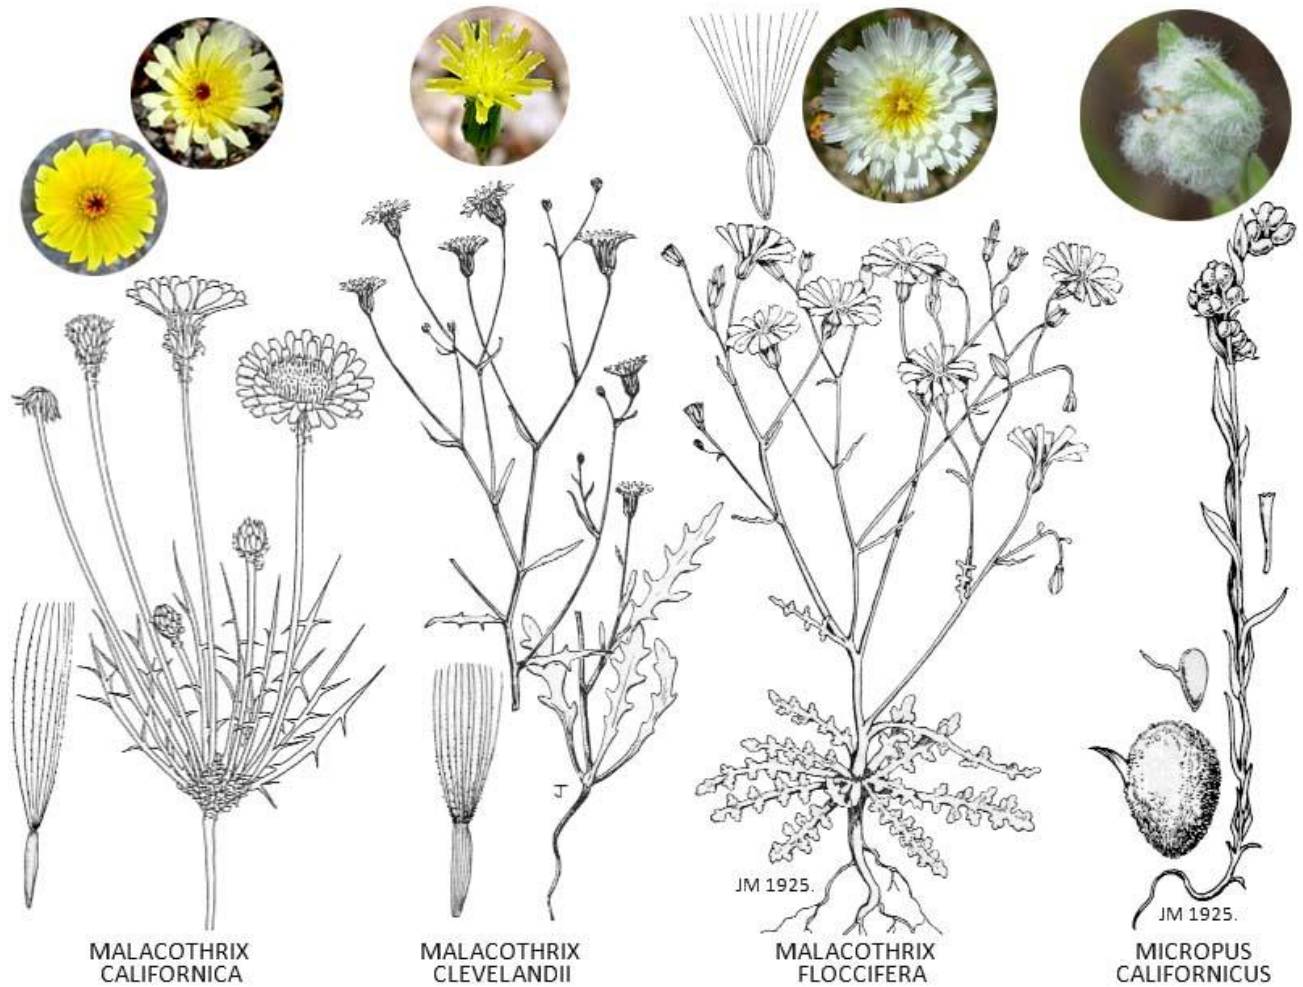 J
JM 1925.
JM 1925.
MALACOTHRIX
CALIFORNICA
MALACOTHRIX
CLEVELANDII
MALACOTHRIX
FLOCCIFERA
MICROPUS
CALIFORNICUS